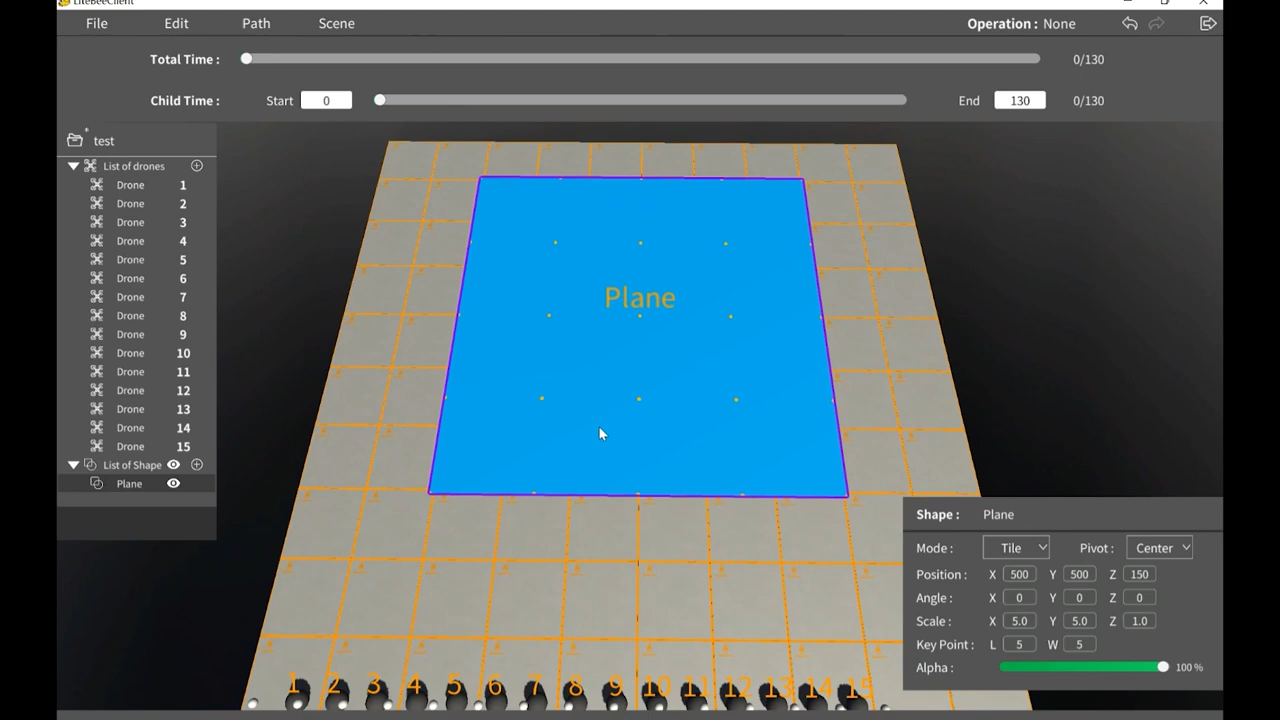 LiteBeeClient
File Edit Path Scene Operation : None
Total Time : 0/130
Child Time : Start 0 End 130 0/130
test
List of drones
Drone 1
Drone 2
Drone 3
Drone 4
Drone 5
Drone 6
Drone 7
Drone 8
Drone 9
Drone 10
Drone 11
Drone 12
Drone 13
Drone 14
Drone 15
List of Shape
Plane
Plane
Shape : Plane
Mode : Tile Pivot : Center
Position : X 500 Y 500 Z 150
Angle : X 0 Y 0 Z 0
Scale : X 5.0 Y 5.0 Z 1.0
Key Point : L 5 W 5
Alpha : 100 %
1 2 3 4 5 6 7 8 9 10 11 12 13 14 15